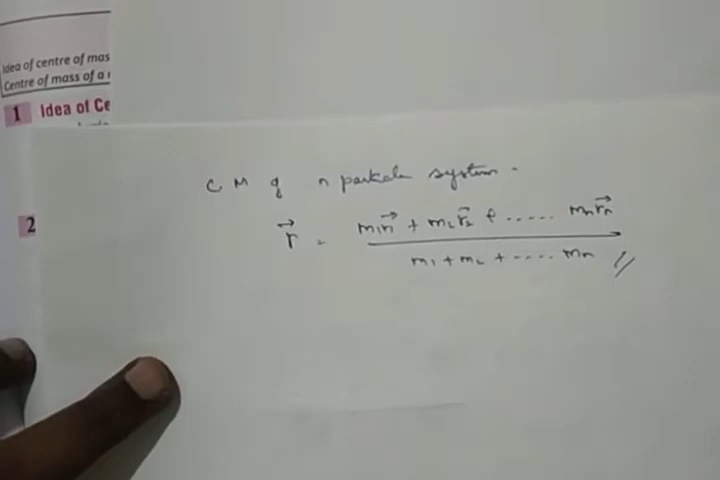 Idea of centre of mas
Centre of mass of a
1 Idea of Ce
2
CM of n particle system.
r⃗ = m₁r⃗₁ + m₂r⃗₂ + ..... mₙr⃗ₙ
m₁ + m₂ + .... mₙ //